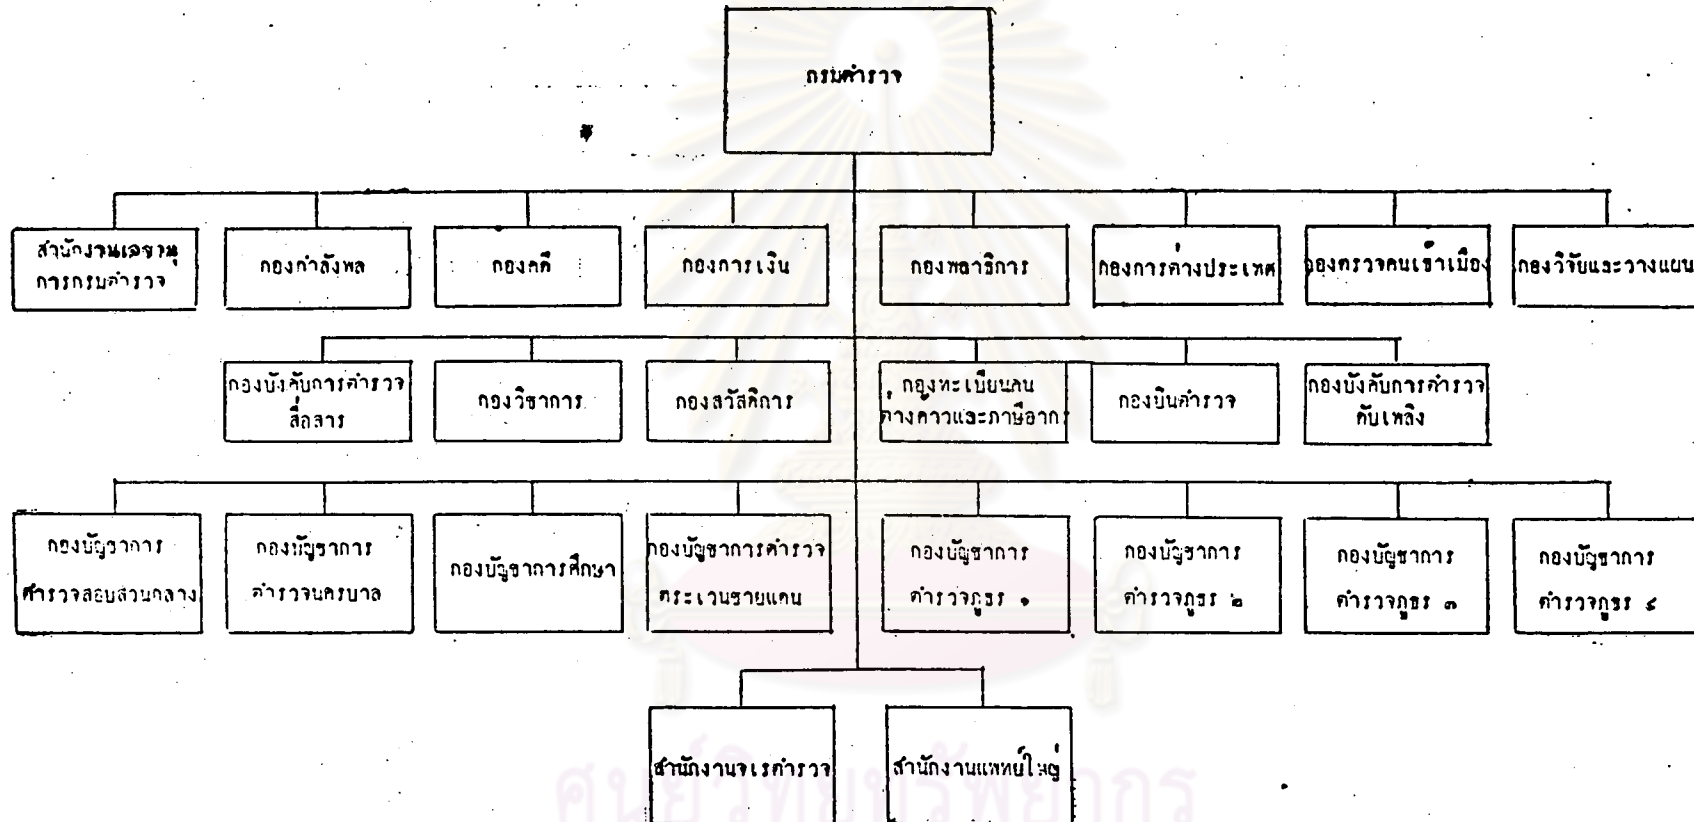 กรมตำรวจ
สำนักงานเลขานุ
การกรมตำรวจ
กองกำลังพล
กองคดี
กองการเงิน
กองพลาธิการ
กองการต่างประเทศ
กองตรวจคนเข้าเมือง
กองวิจัยและวางแผน
กองบังคับการตำรวจ
สื่อสาร
กองวิชาการ
กองสวัสดิการ
กองทะเบียนคน
ต่างด้าวและภาษีอากร
กองบินตำรวจ
กองบังคับการตำรวจ
ดับเพลิง
กองบัญชาการ
ตำรวจสอบสวนกลาง
กองบัญชาการ
ตำรวจนครบาล
กองบัญชาการศึกษา
กองบัญชาการตำรวจ
ตระเวนชายแดน
กองบัญชาการ
ตำรวจภูธร ๑
กองบัญชาการ
ตำรวจภูธร ๒
กองบัญชาการ
ตำรวจภูธร ๓
กองบัญชาการ
ตำรวจภูธร ๔
สำนักงานจเรตำรวจ
สำนักงานแพทย์ใหญ่
ศูนย์วิทยทรัพยากร